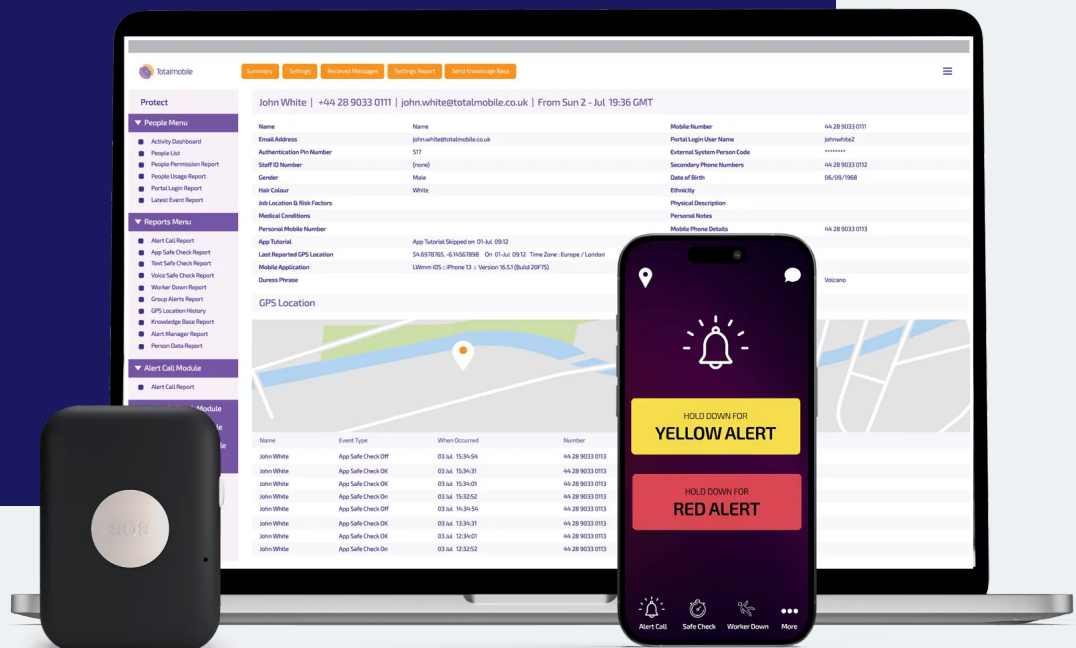 Totalmobile
Summary Settings Received Messages Settings Report Send Knowledge Base
Protect
People Menu
Activity Dashboard
People List
People Permission Report
People Usage Report
Portal Login Report
Latest Event Report
Reports Menu
Alert Call Report
App Safe Check Report
Text Safe Check Report
Voice Safe Check Report
Worker Down Report
Group Alerts Report
GPS Location History
Knowledge Base Report
Alert Manager Report
Person Data Report
Alert Call Module
Alert Call Report
Module
John White | +44 28 9033 0111 | john.white@totalmobile.co.uk | From Sun 2 - Jul 19:36 GMT
Name Name Mobile Number 44 28 9033 0111
Email Address john.white@totalmobile.co.uk Portal Login User Name johnwhite2
Authentication Pin Number 517 External System Person Code ********
Staff ID Number (none) Secondary Phone Numbers 44 28 9033 0112
Gender Male Date of Birth 06/09/1968
Hair Colour White Ethnicity
Job Location & Risk Factors Physical Description
Medical Conditions Personal Notes
Personal Mobile Number Mobile Phone Details 44 28 9033 0113
App Tutorial App Tutorial Skipped on 01-Jul 09:12
Last Reported GPS Location 54.6978765, -6.14567898 On 01-Jul 09:12 Time Zone : Europe / London
Mobile Application LWmm IOS :: iPhone 13 :: Version 16.5.1 (Build 20F75)
Duress Phrase Volcano
GPS Location
Name Event Type When Occurred Number
John White App Safe Check Off 03 Jul 15:34:54 44 28 9033 0113
John White App Safe Check OK 03 Jul 15:34:31 44 28 9033 0113
John White App Safe Check OK 03 Jul 15:34:01 44 28 9033 0113
John White App Safe Check On 03 Jul 15:32:52 44 28 9033 0113
John White App Safe Check Off 03 Jul 14:34:54 44 28 9033 0113
John White App Safe Check OK 03 Jul 13:34:31 44 28 9033 0113
John White App Safe Check OK 03 Jul 12:34:01 44 28 9033 0113
John White App Safe Check On 03 Jul 12:32:52 44 28 9033 0113
SOS
HOLD DOWN FOR
YELLOW ALERT
HOLD DOWN FOR
RED ALERT
Alert Call Safe Check Worker Down More